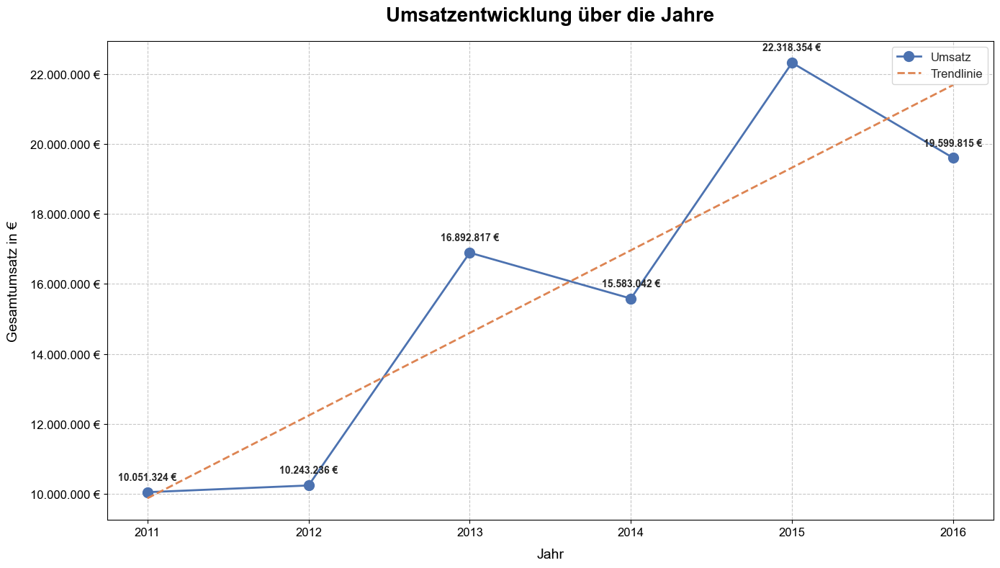 Umsatzentwicklung über die Jahre
22.318.354 €
Umsatz
Trendlinie
22.000.000 €
20.000.000 €
19.599.815 €
18.000.000 €
16.892.817 €
16.000.000 €
15.583.042 €
14.000.000 €
12.000.000 €
10.051.324 €
10.243.236 €
10.000.000 €
Gesamtumsatz in €
2011 2012 2013 2014 2015 2016
Jahr